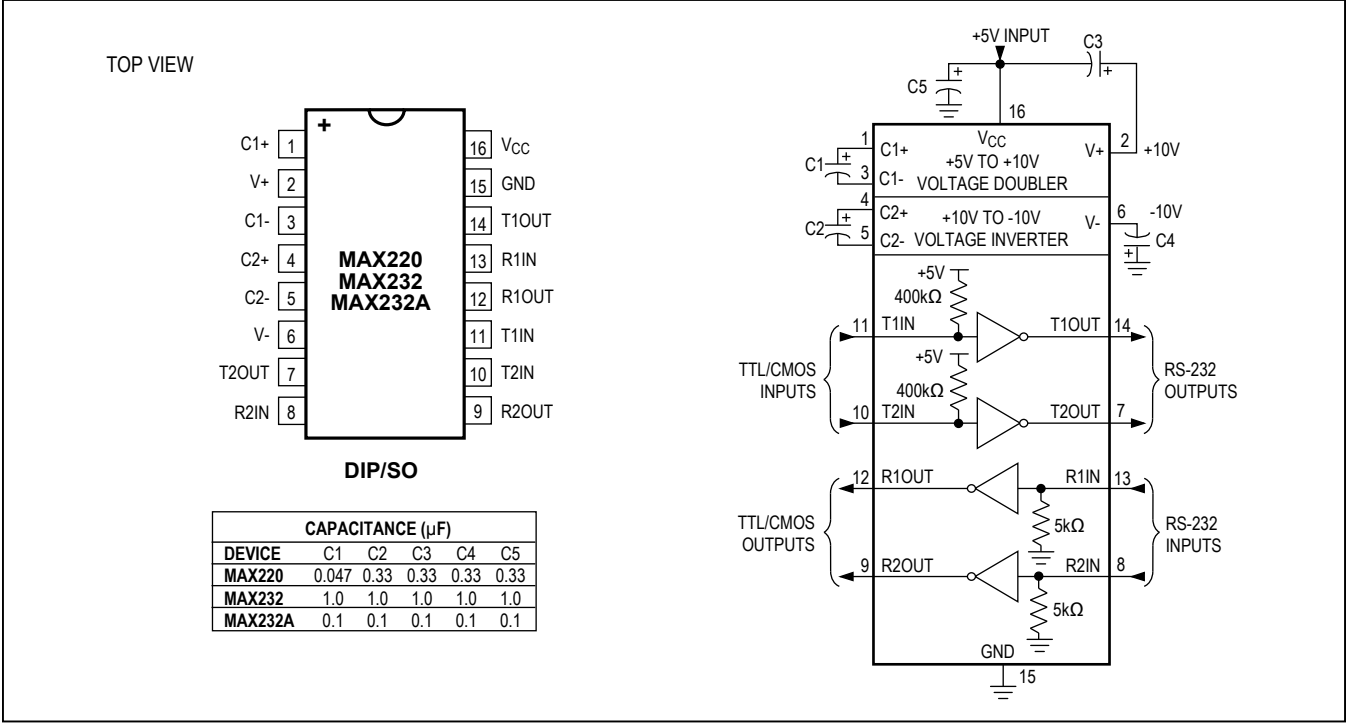 TOP VIEW
+
C1+ 1
V+ 2
C1- 3
C2+ 4
C2- 5
V- 6
T2OUT 7
R2IN 8
MAX220
MAX232
MAX232A
16 VCC
15 GND
14 T1OUT
13 R1IN
12 R1OUT
11 T1IN
10 T2IN
9 R2OUT
DIP/SO
CAPACITANCE (μF)
DEVICE C1 C2 C3 C4 C5
MAX220 0.047 0.33 0.33 0.33 0.33
MAX232 1.0 1.0 1.0 1.0 1.0
MAX232A 0.1 0.1 0.1 0.1 0.1
+5V INPUT
C3
+
C5 +
16
VCC
1 C1+
C1 +
3 C1-
+5V TO +10V
VOLTAGE DOUBLER
V+ 2 +10V
4 C2+
C2 +
5 C2-
+10V TO -10V
VOLTAGE INVERTER
V- 6 -10V
C4
+
+5V
400kΩ
11 T1IN
T1OUT 14
+5V
400kΩ
10 T2IN
T2OUT 7
TTL/CMOS
INPUTS
RS-232
OUTPUTS
12 R1OUT
R1IN 13
5kΩ
9 R2OUT
R2IN 8
5kΩ
TTL/CMOS
OUTPUTS
RS-232
INPUTS
GND
15